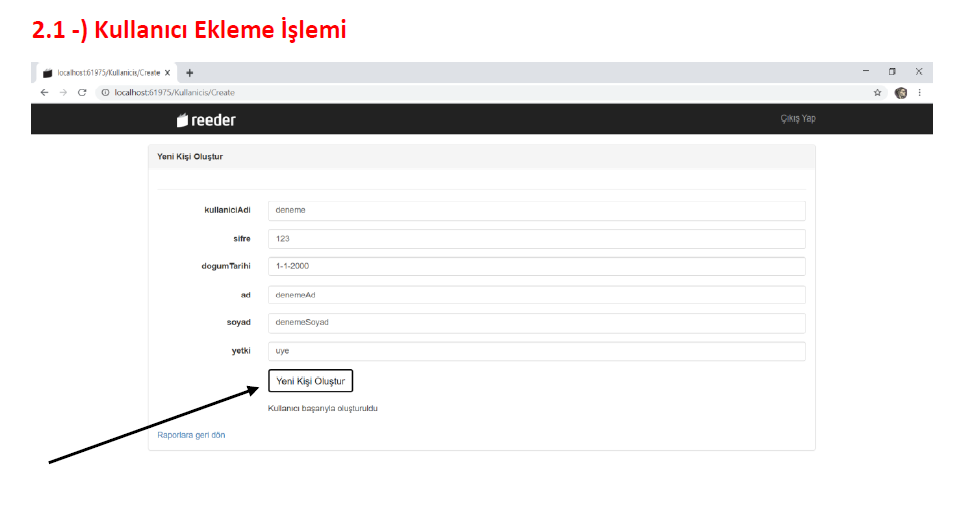 2.1 -) Kullanıcı Ekleme İşlemi
localhost:61975/Kullanicis/Create
localhost:61975/Kullanicis/Create
reeder
Çıkış Yap
Yeni Kişi Oluştur
kullaniciAdi deneme
sifre 123
dogumTarihi 1-1-2000
ad denemeAd
soyad denemeSoyad
yetki uye
Yeni Kişi Oluştur
Kullanıcı başarıyla oluşturuldu
Raporlara geri dön